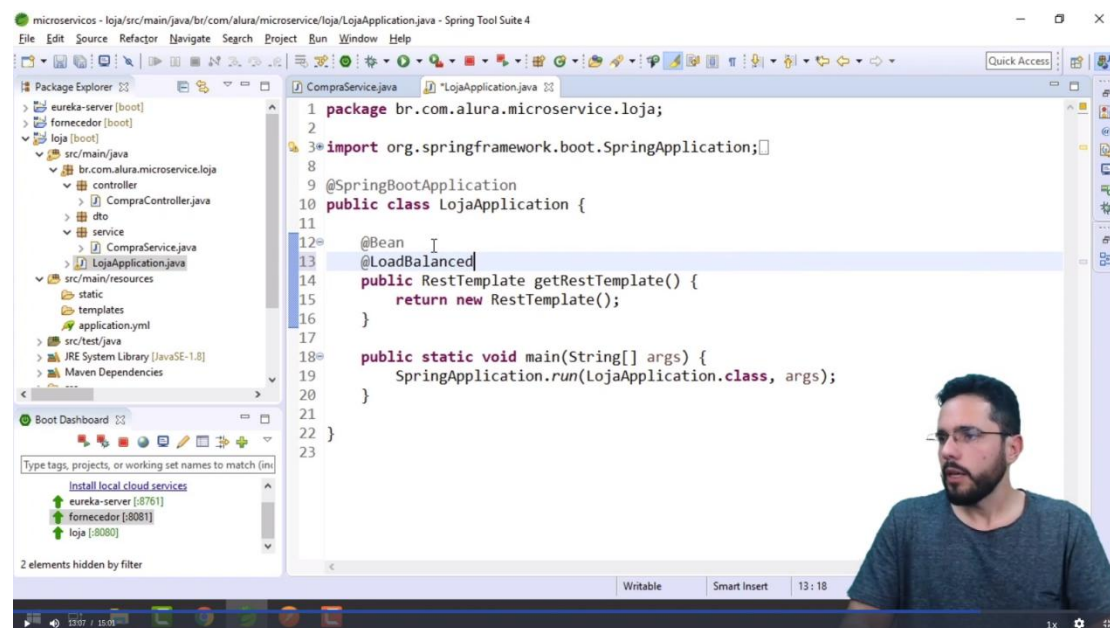 microservicos - loja/src/main/java/br/com/alura/microservice/loja/LojaApplication.java - Spring Tool Suite 4
File Edit Source Refactor Navigate Search Project Run Window Help
Quick Access
Package Explorer
eureka-server [boot]
fornecedor [boot]
loja [boot]
src/main/java
br.com.alura.microservice.loja
controller
CompraController.java
dto
service
CompraService.java
LojaApplication.java
src/main/resources
static
templates
application.yml
src/test/java
JRE System Library [JavaSE-1.8]
Maven Dependencies
Boot Dashboard
Type tags, projects, or working set names to match (inc
Install local cloud services
eureka-server [:8761]
fornecedor [:8081]
loja [:8080]
2 elements hidden by filter
CompraService.java *LojaApplication.java
1 package br.com.alura.microservice.loja;
2
3 import org.springframework.boot.SpringApplication;
8
9 @SpringBootApplication
10 public class LojaApplication {
11
12 @Bean
13 @LoadBalanced
14 public RestTemplate getRestTemplate() {
15 return new RestTemplate();
16 }
17
18 public static void main(String[] args) {
19 SpringApplication.run(LojaApplication.class, args);
20 }
21
22 }
23
Writable Smart Insert 13 : 18
13:07 / 15:01 1x